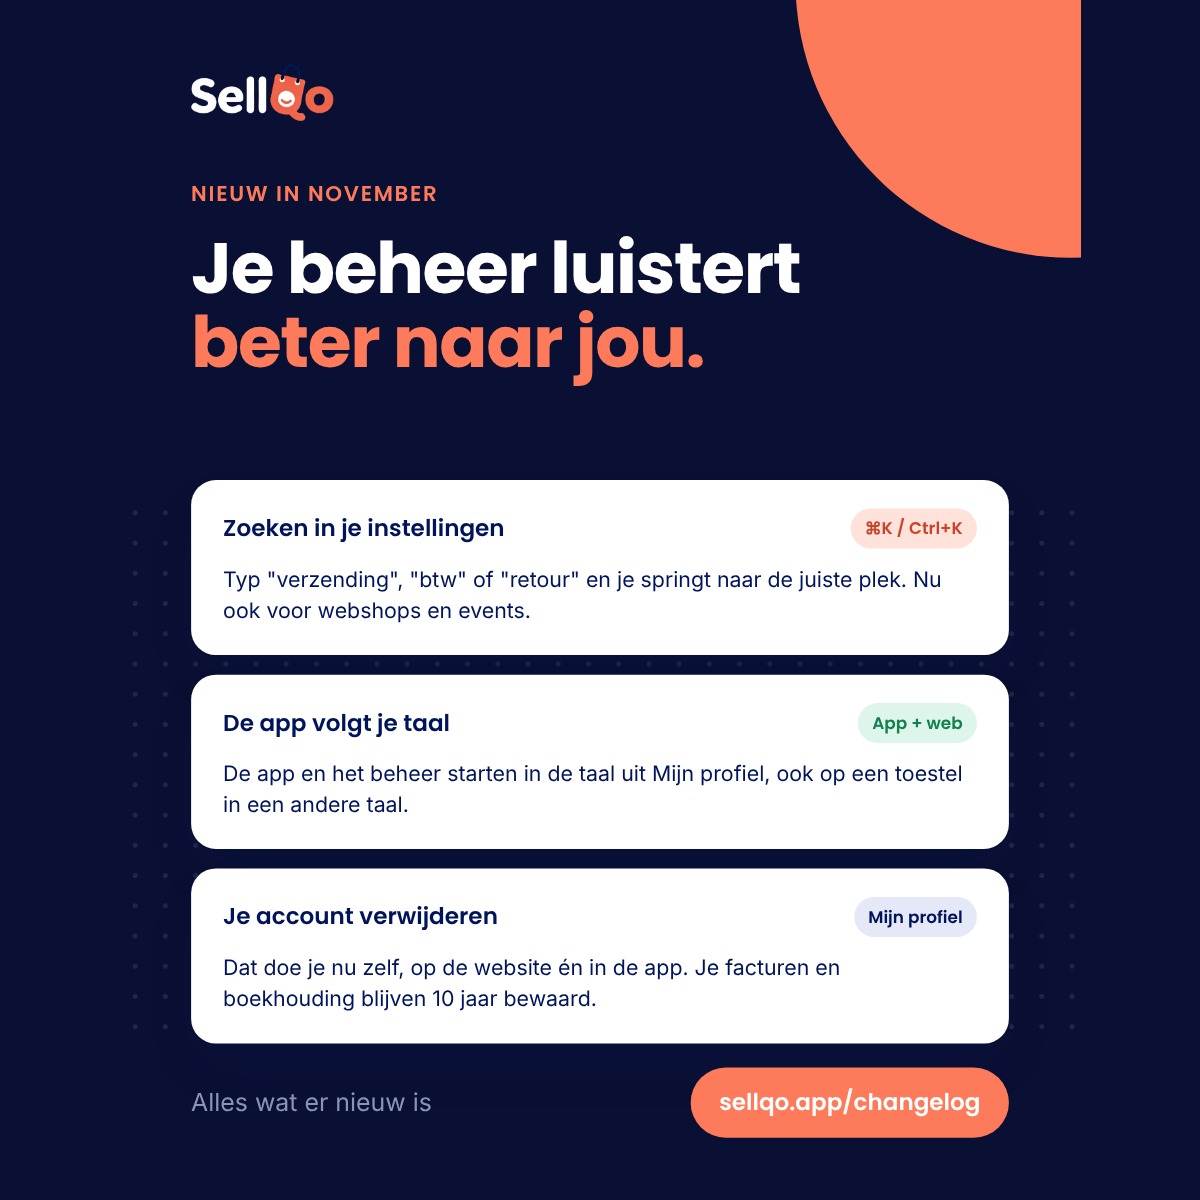 SellQo
NIEUW IN NOVEMBER
Je beheer luistert
beter naar jou.
Zoeken in je instellingen
⌘K / Ctrl+K
Typ "verzending", "btw" of "retour" en je springt naar de juiste plek. Nu
ook voor webshops en events.
De app volgt je taal
App + web
De app en het beheer starten in de taal uit Mijn profiel, ook op een toestel
in een andere taal.
Je account verwijderen
Mijn profiel
Dat doe je nu zelf, op de website én in de app. Je facturen en
boekhouding blijven 10 jaar bewaard.
Alles wat er nieuw is
sellqo.app/changelog